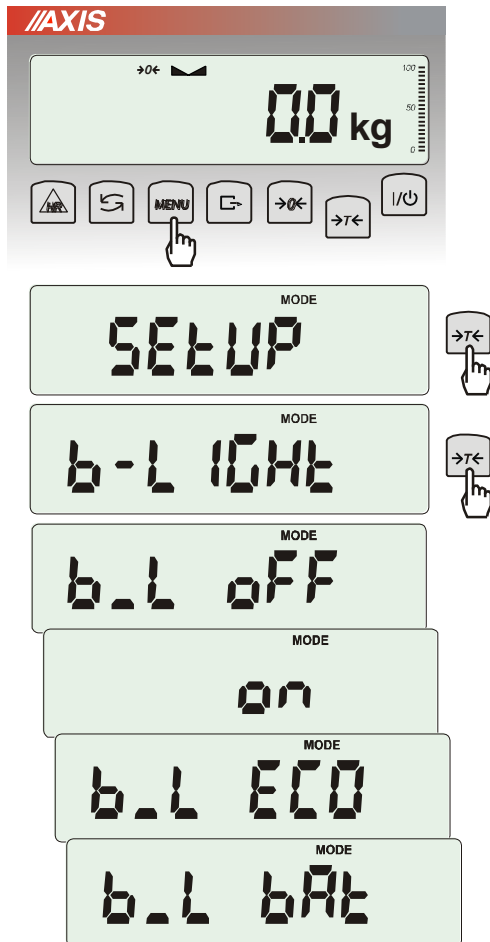 //AXIS
→0←
100
50
0
0.0 kg
HR
MENU
→0←
→T←
I/⏻
MODE
SEtUP
→T←
MODE
b-LIGHt
→T←
MODE
b_L oFF
MODE
on
MODE
b_L ECO
MODE
b_L bAt